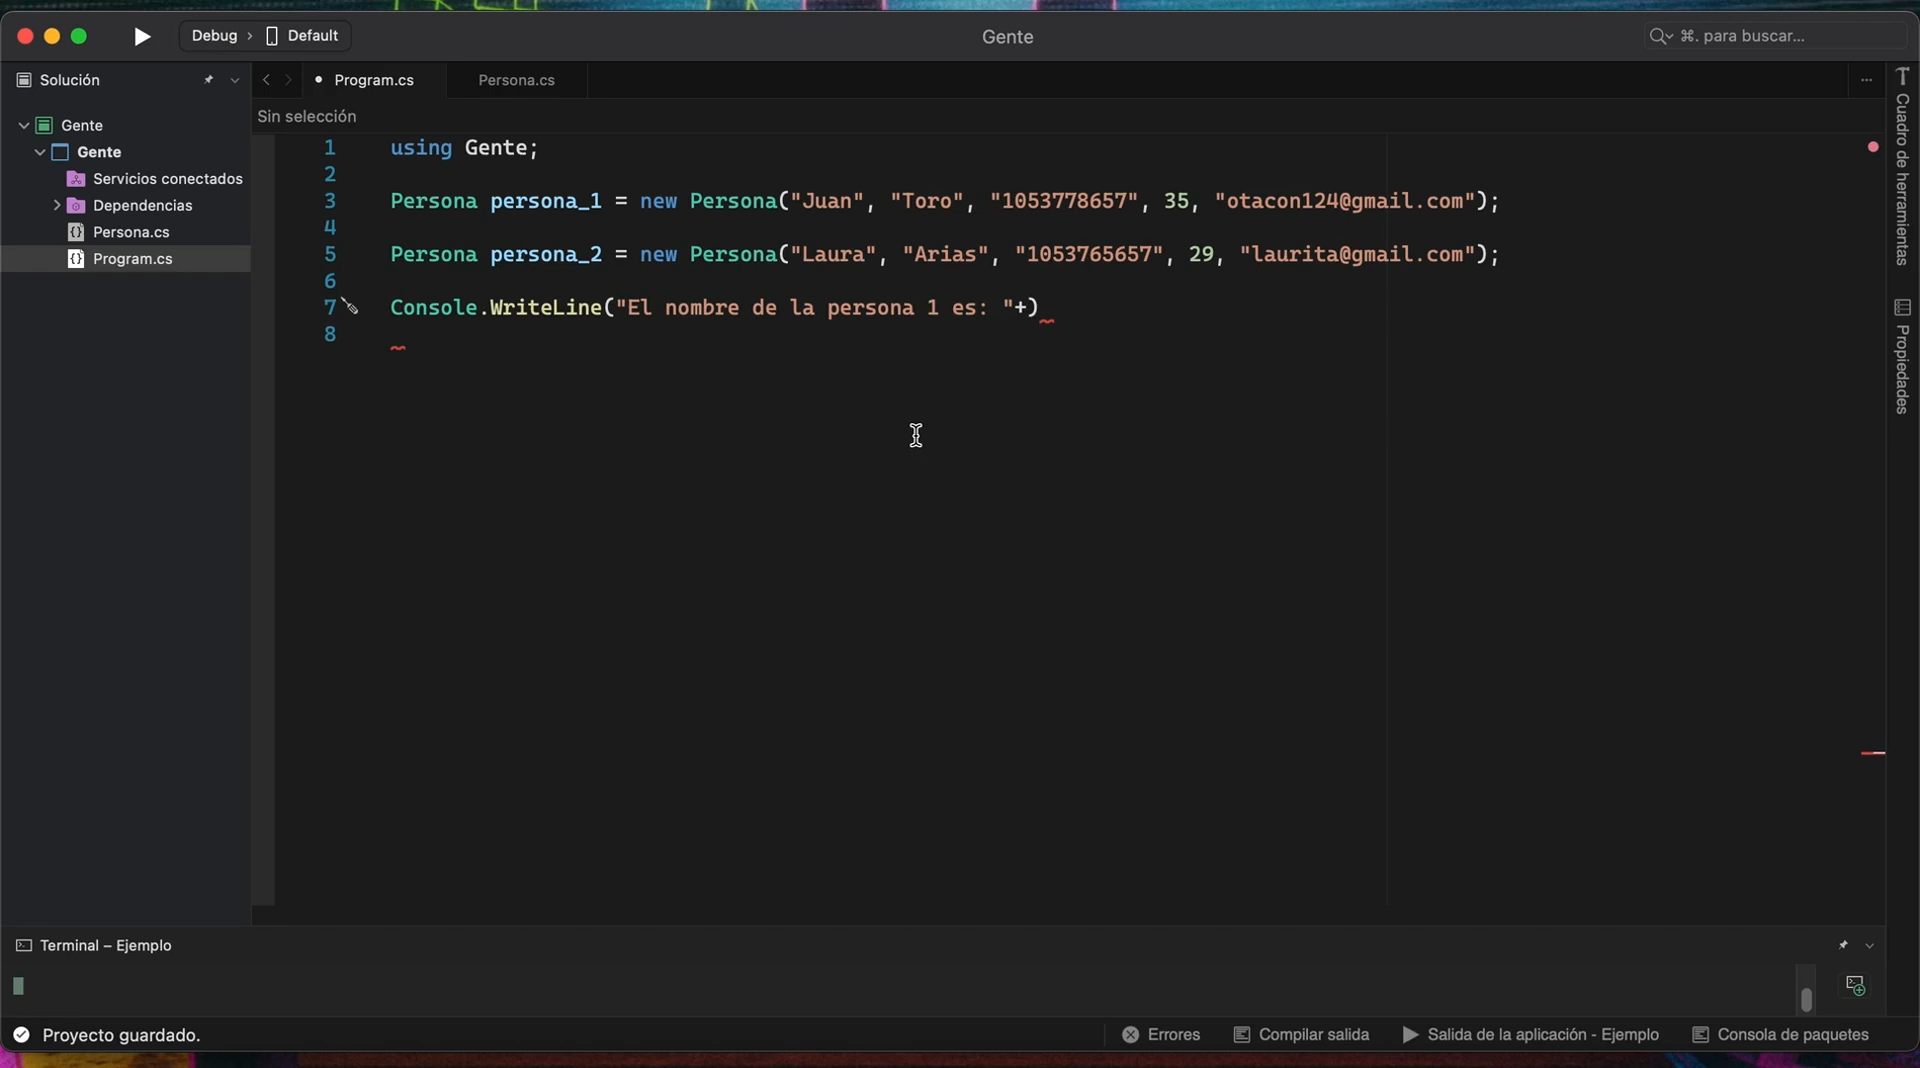 Debug › Default
Gente
⌘. para buscar...
Solución
Program.cs
Persona.cs
...
Sin selección
Gente
Gente
Servicios conectados
Dependencias
Persona.cs
Program.cs
1 using Gente;
2
3 Persona persona_1 = new Persona("Juan", "Toro", "1053778657", 35, "otacon124@gmail.com");
4
5 Persona persona_2 = new Persona("Laura", "Arias", "1053765657", 29, "laurita@gmail.com");
6
7 Console.WriteLine("El nombre de la persona 1 es: "+)
8
Cuadro de herramientas
Propiedades
Terminal – Ejemplo
Proyecto guardado.
Errores
Compilar salida
Salida de la aplicación - Ejemplo
Consola de paquetes